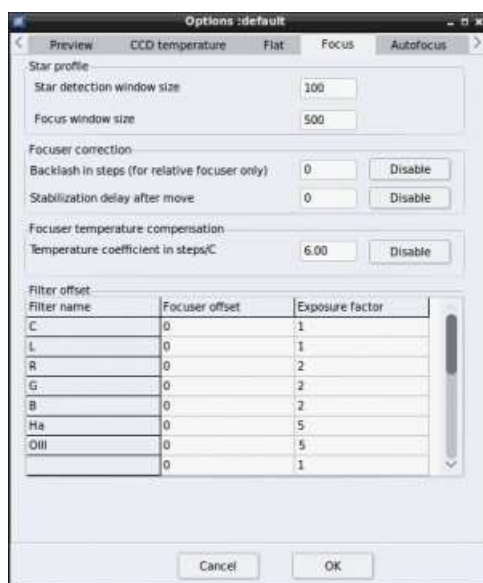 Options :default
Preview CCD temperature Flat Focus Autofocus
Star profile
Star detection window size 100
Focus window size 500
Focuser correction
Backlash in steps (for relative focuser only) 0 Disable
Stabilization delay after move 0 Disable
Focuser temperature compensation
Temperature coefficient in steps/C 6.00 Disable
Filter offset
Filter name Focuser offset Exposure factor
C 0 1
L 0 1
R 0 2
G 0 2
B 0 2
Ha 0 5
OIII 0 5
0 1
Cancel OK